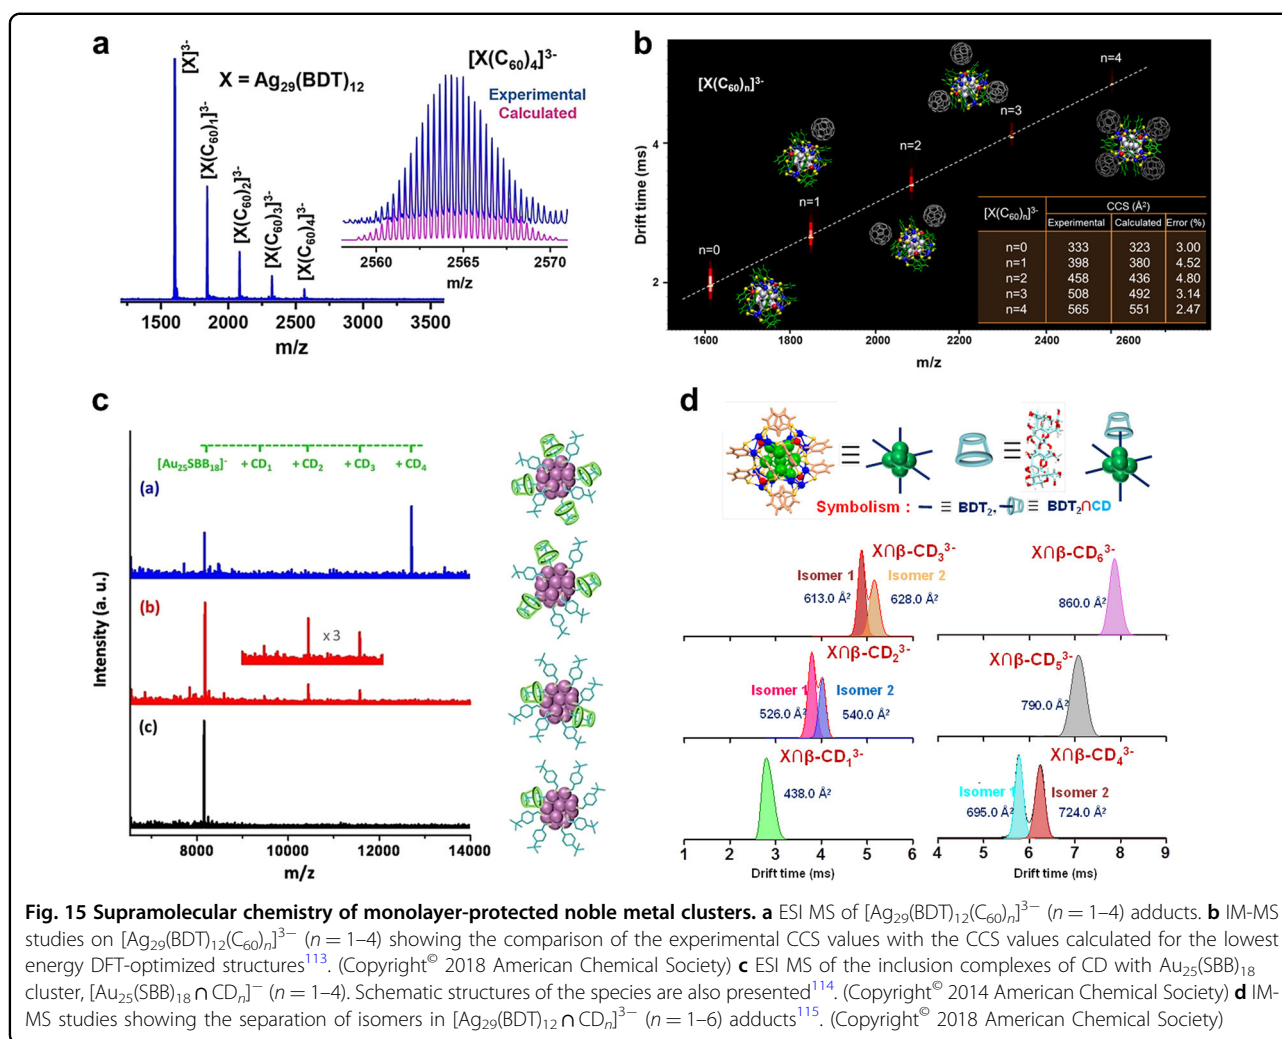 a
[X]³⁻
X = Ag₂₉(BDT)₁₂
[X(C₆₀)₁]³⁻
[X(C₆₀)₂]³⁻
[X(C₆₀)₃]³⁻
[X(C₆₀)₄]³⁻
[X(C₆₀)₄]³⁻
Experimental
Calculated
2560 2565 2570
m/z
1500 2000 2500 3000 3500
m/z
b
[X(C₆₀)ₙ]³⁻
n=4
n=3
n=2
n=1
n=0
Drift time (ms)
4
2
[X(C₆₀)ₙ]³⁻ CCS (Å²)
Experimental Calculated Error (%)
n=0 333 323 3.00
n=1 398 380 4.52
n=2 458 436 4.80
n=3 508 492 3.14
n=4 565 551 2.47
1600 1800 2000 2200 2400 2600
m/z
c
[Au₂₅SBB₁₈]⁻ + CD₁ + CD₂ + CD₃ + CD₄
(a)
(b)
x 3
(c)
Intensity (a. u.)
8000 10000 12000 14000
m/z
d
≡ ≡
Symbolism : ≡ BDT₂, ≡ BDT₂∩CD
X∩β-CD₃³⁻
Isomer 1 Isomer 2
613.0 Å² 628.0 Å²
X∩β-CD₆³⁻
860.0 Å²
X∩β-CD₂³⁻
Isomer 1 Isomer 2
526.0 Å² 540.0 Å²
X∩β-CD₅³⁻
790.0 Å²
X∩β-CD₁³⁻
438.0 Å²
X∩β-CD₄³⁻
Isomer 1 Isomer 2
695.0 Å² 724.0 Å²
1 2 3 4 5 6
Drift time (ms)
4 5 6 7 8 9
Drift time (ms)
Fig. 15 Supramolecular chemistry of monolayer-protected noble metal clusters. a ESI MS of [Ag₂₉(BDT)₁₂(C₆₀)ₙ]³⁻ (n = 1–4) adducts. b IM-MS
studies on [Ag₂₉(BDT)₁₂(C₆₀)ₙ]³⁻ (n = 1–4) showing the comparison of the experimental CCS values with the CCS values calculated for the lowest
energy DFT-optimized structures¹¹³. (Copyright© 2018 American Chemical Society) c ESI MS of the inclusion complexes of CD with Au₂₅(SBB)₁₈
cluster, [Au₂₅(SBB)₁₈ ∩ CDₙ]⁻ (n = 1–4). Schematic structures of the species are also presented¹¹⁴. (Copyright© 2014 American Chemical Society) d IM-
MS studies showing the separation of isomers in [Ag₂₉(BDT)₁₂ ∩ CDₙ]³⁻ (n = 1–6) adducts¹¹⁵. (Copyright© 2018 American Chemical Society)